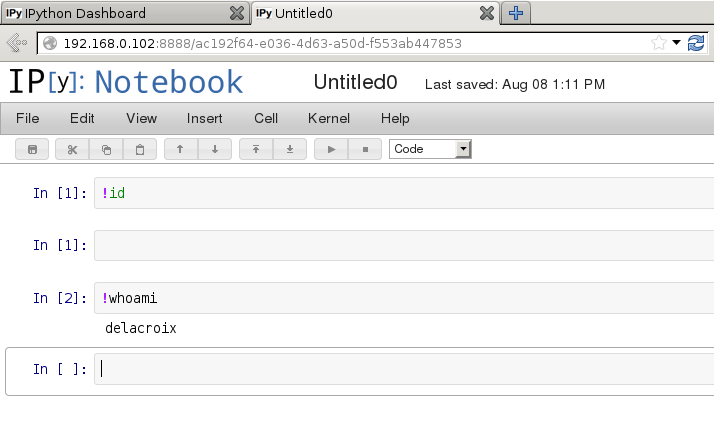 IPy IPython Dashboard IPy Untitled0
192.168.0.102:8888/ac192f64-e036-4d63-a50d-f553ab447853
IP[y]: Notebook Untitled0 Last saved: Aug 08 1:11 PM
File Edit View Insert Cell Kernel Help
Code
In [1]: !id
In [1]:
In [2]: !whoami
delacroix
In [ ]: